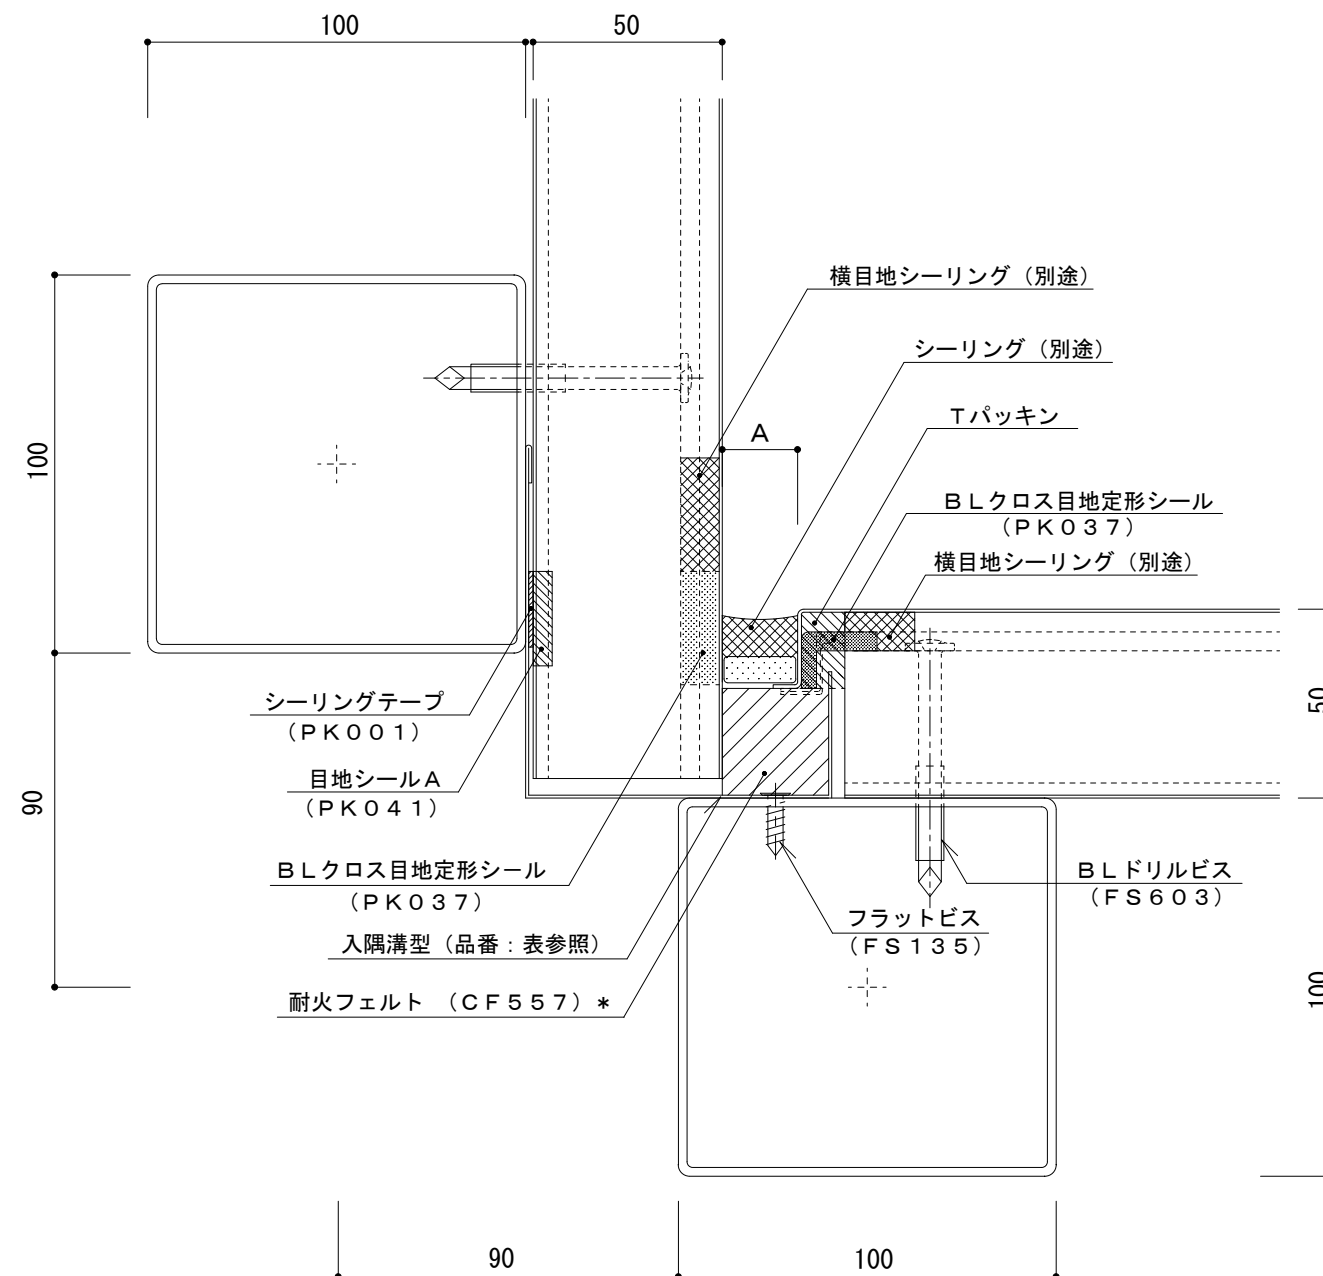 100
50
横目地シーリング（別途）
シーリング（別途）
Tパッキン
A
100
BLクロス目地定形シール
（PK037）
横目地シーリング（別途）
シーリングテープ
（PK001）
50
目地シールA
（PK041）
90
BLクロス目地定形シール
（PK037）
BLドリルビス
（FS603）
フラットビス
（FS135）
入隅溝型（品番：表参照）
耐火フェルト （CF557）*
100
90
100